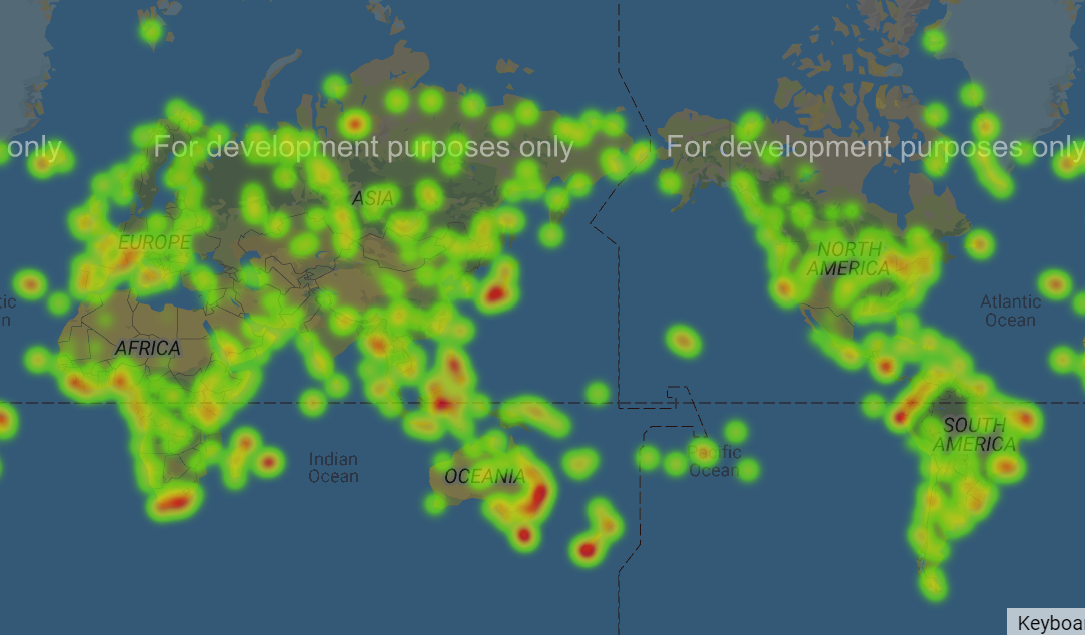 only
For development purposes only
For development purposes only
ASIA
EUROPE
NORTH
AMERICA
tic
n
Atlantic
Ocean
AFRICA
SOUTH
AMERICA
Indian
Ocean
OCEANIA
Pacific
Ocean
Keyboa